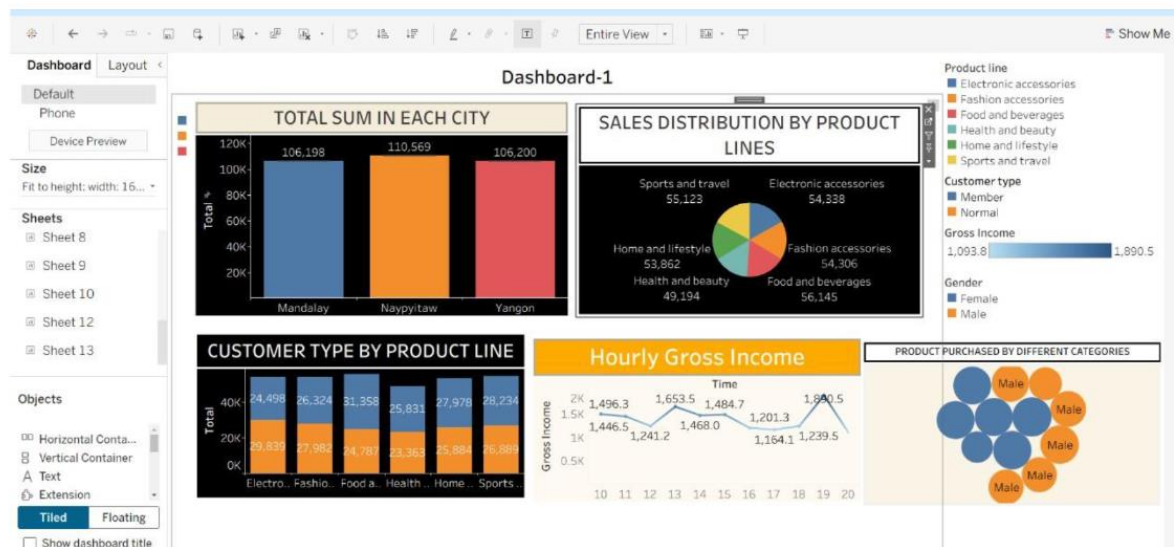 Entire View
Show Me
Dashboard
Layout
Default
Phone
Device Preview
Size
Fit to height: width: 16...
Sheets
Sheet 8
Sheet 9
Sheet 10
Sheet 12
Sheet 13
Objects
Horizontal Conta...
Vertical Container
A Text
Extension
Tiled
Floating
Show dashboard title
Dashboard-1
TOTAL SUM IN EACH CITY
120K
100K
80K
60K
40K
20K
Total %
106,198
110,569
106,200
Mandalay
Naypyitaw
Yangon
SALES DISTRIBUTION BY PRODUCT
LINES
Sports and travel
55,123
Electronic accessories
54,338
Home and lifestyle
53,862
Fashion accessories
54,306
Health and beauty
49,194
Food and beverages
56,145
Product line
Electronic accessories
Fashion accessories
Food and beverages
Health and beauty
Home and lifestyle
Sports and travel
Customer type
Member
Normal
Gross Income
1,093.8
1,890.5
Gender
Female
Male
CUSTOMER TYPE BY PRODUCT LINE
Total
40K
20K
0K
24,498 26,324 31,358 25,831 27,978 28,234
29,839 27,982 24,787 23,363 25,884 26,889
Electro.. Fashio.. Food a.. Health .. Home .. Sports ..
Hourly Gross Income
Time
Gross Income
2K
1.5K
1K
0.5K
1,496.3
1,446.5
1,241.2
1,653.5
1,468.0
1,484.7
1,201.3
1,164.1
1,890.5
1,239.5
10 11 12 13 14 15 16 17 18 19 20
PRODUCT PURCHASED BY DIFFERENT CATEGORIES
Male
Male
Male
Male
Male
Male